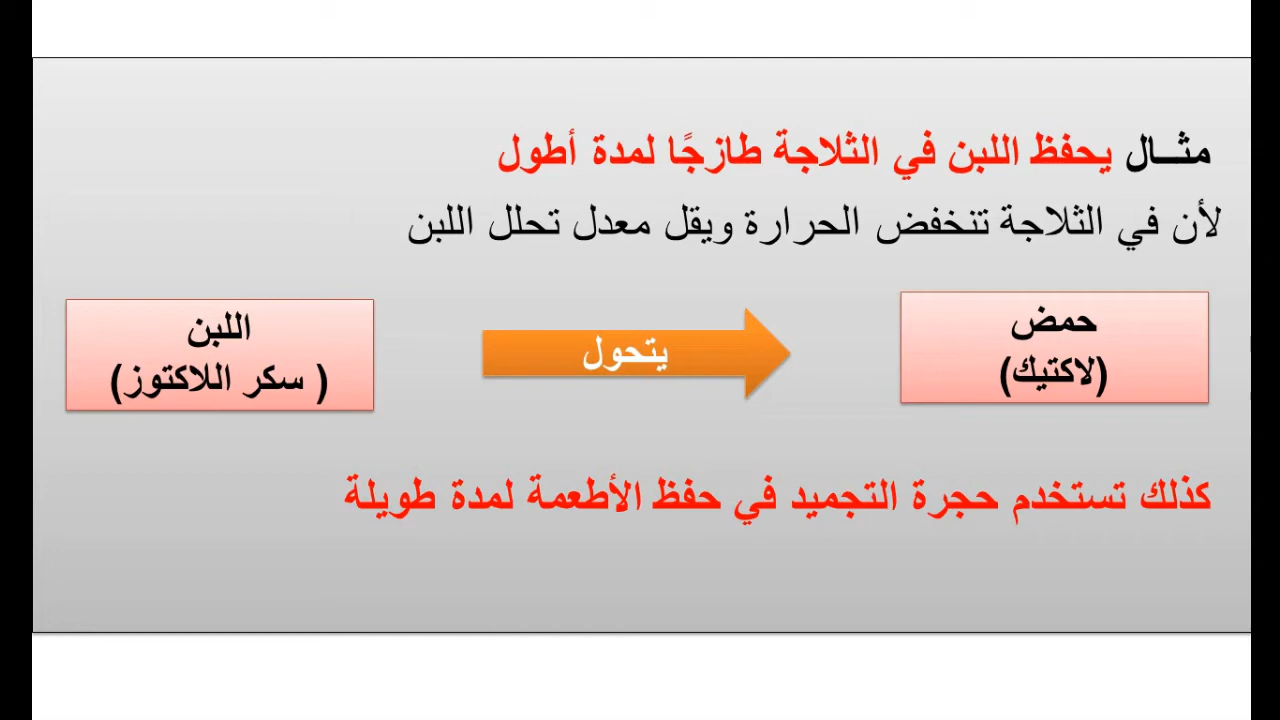 مثـــال يحفظ اللبن في الثلاجة طازجًا لمدة أطول
لأن في الثلاجة تنخفض الحرارة ويقل معدل تحلل اللبن
اللبن
( سكر اللاكتوز)
يتحول
حمض
(لاكتيك)
كذلك تستخدم حجرة التجميد في حفظ الأطعمة لمدة طويلة